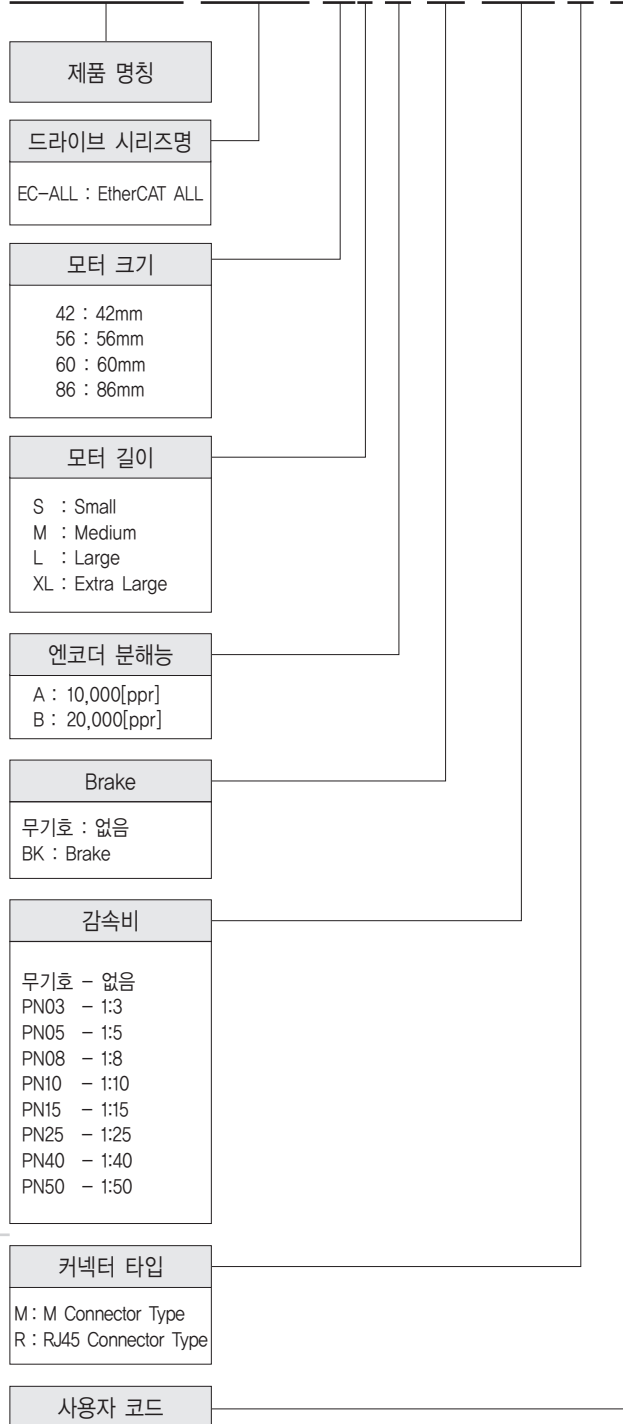 제품 명칭
드라이브 시리즈명
EC-ALL : EtherCAT ALL
모터 크기
42 : 42mm
56 : 56mm
60 : 60mm
86 : 86mm
모터 길이
S : Small
M : Medium
L : Large
XL : Extra Large
엔코더 분해능
A : 10,000[ppr]
B : 20,000[ppr]
Brake
무기호 : 없음
BK : Brake
감속비
무기호 - 없음
PN03 - 1:3
PN05 - 1:5
PN08 - 1:8
PN10 - 1:10
PN15 - 1:15
PN25 - 1:25
PN40 - 1:40
PN50 - 1:50
커넥터 타입
M : M Connector Type
R : RJ45 Connector Type
사용자 코드